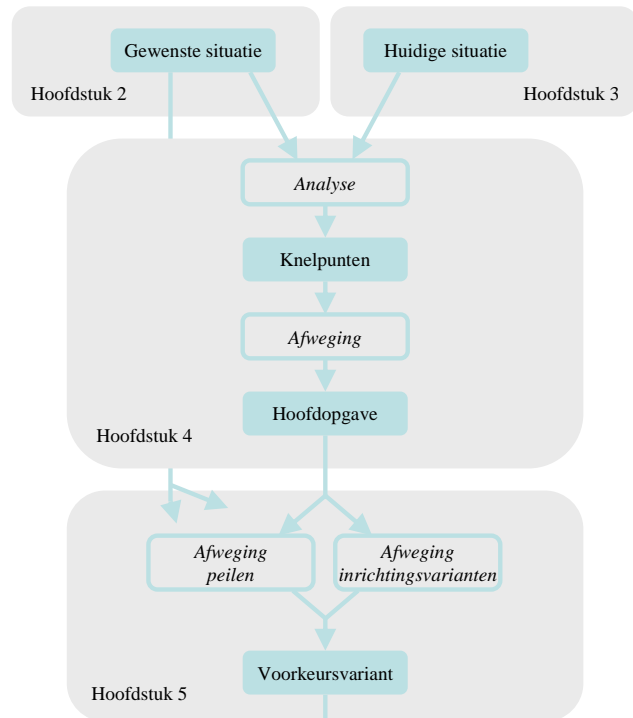 Gewenste situatie
Huidige situatie
Hoofdstuk 2
Hoofdstuk 3
Analyse
Knelpunten
Afweging
Hoofdopgave
Hoofdstuk 4
Afweging
peilen
Afweging
inrichtingsvarianten
Voorkeursvariant
Hoofdstuk 5